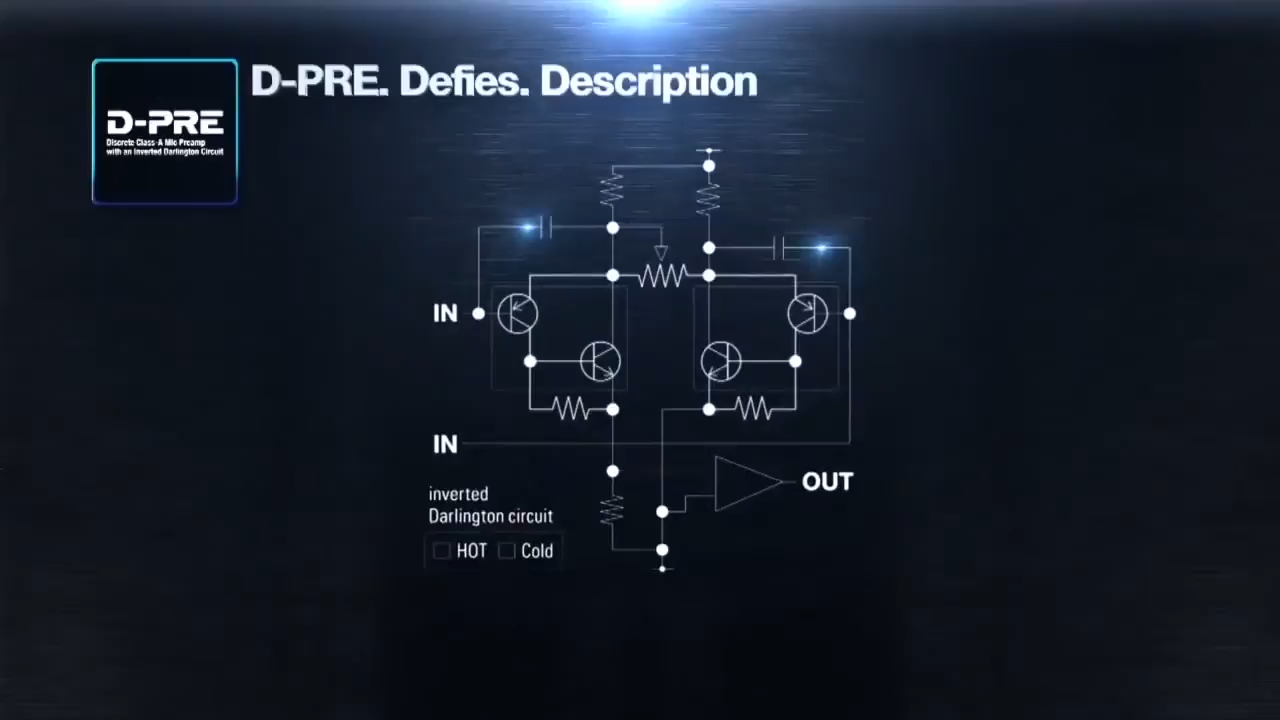 D-PRE. Defies. Description
D-PRE
Discrete Class-A Mic Preamp
with an Inverted Darlington Circuit
IN
IN
OUT
inverted
Darlington circuit
HOT Cold